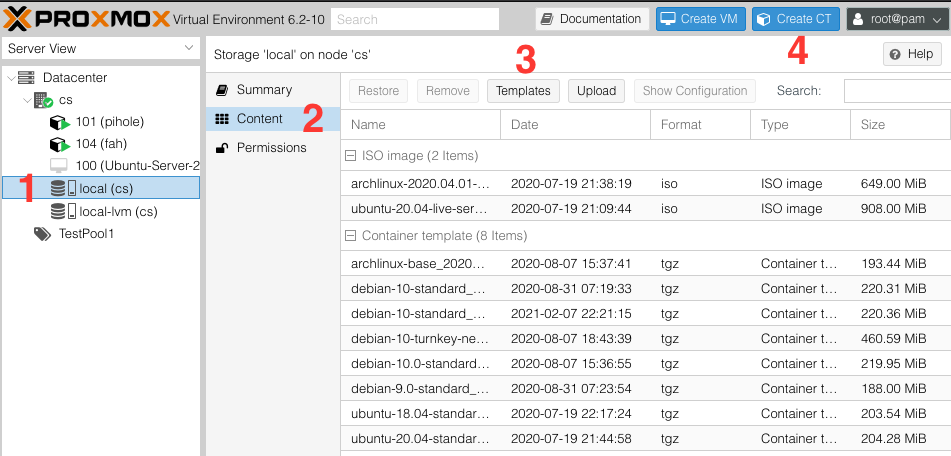 PROXMOX Virtual Environment 6.2-10 Search Documentation Create VM Create CT root@pam
4
Server View
Storage 'local' on node 'cs' Help
3
Datacenter
cs
101 (pihole)
104 (fah)
100 (Ubuntu-Server-2
1 local (cs)
local-lvm (cs)
TestPool1
Summary
Content 2
Permissions
Restore Remove Templates Upload Show Configuration Search:
Name Date Format Type Size
ISO image (2 Items)
archlinux-2020.04.01-... 2020-07-19 21:38:19 iso ISO image 649.00 MiB
ubuntu-20.04-live-ser... 2020-07-19 21:09:44 iso ISO image 908.00 MiB
Container template (8 Items)
archlinux-base_2020... 2020-08-07 15:37:41 tgz Container t... 193.44 MiB
debian-10-standard_... 2020-08-31 07:19:33 tgz Container t... 220.31 MiB
debian-10-standard_... 2021-02-07 22:21:15 tgz Container t... 220.36 MiB
debian-10-turnkey-ne... 2020-08-07 18:43:39 tgz Container t... 460.59 MiB
debian-10.0-standard... 2020-08-07 15:36:55 tgz Container t... 219.95 MiB
debian-9.0-standard_... 2020-08-31 07:23:54 tgz Container t... 188.00 MiB
ubuntu-18.04-standar... 2020-07-19 22:17:24 tgz Container t... 203.54 MiB
ubuntu-20.04-standar... 2020-07-19 21:44:58 tgz Container t... 204.28 MiB